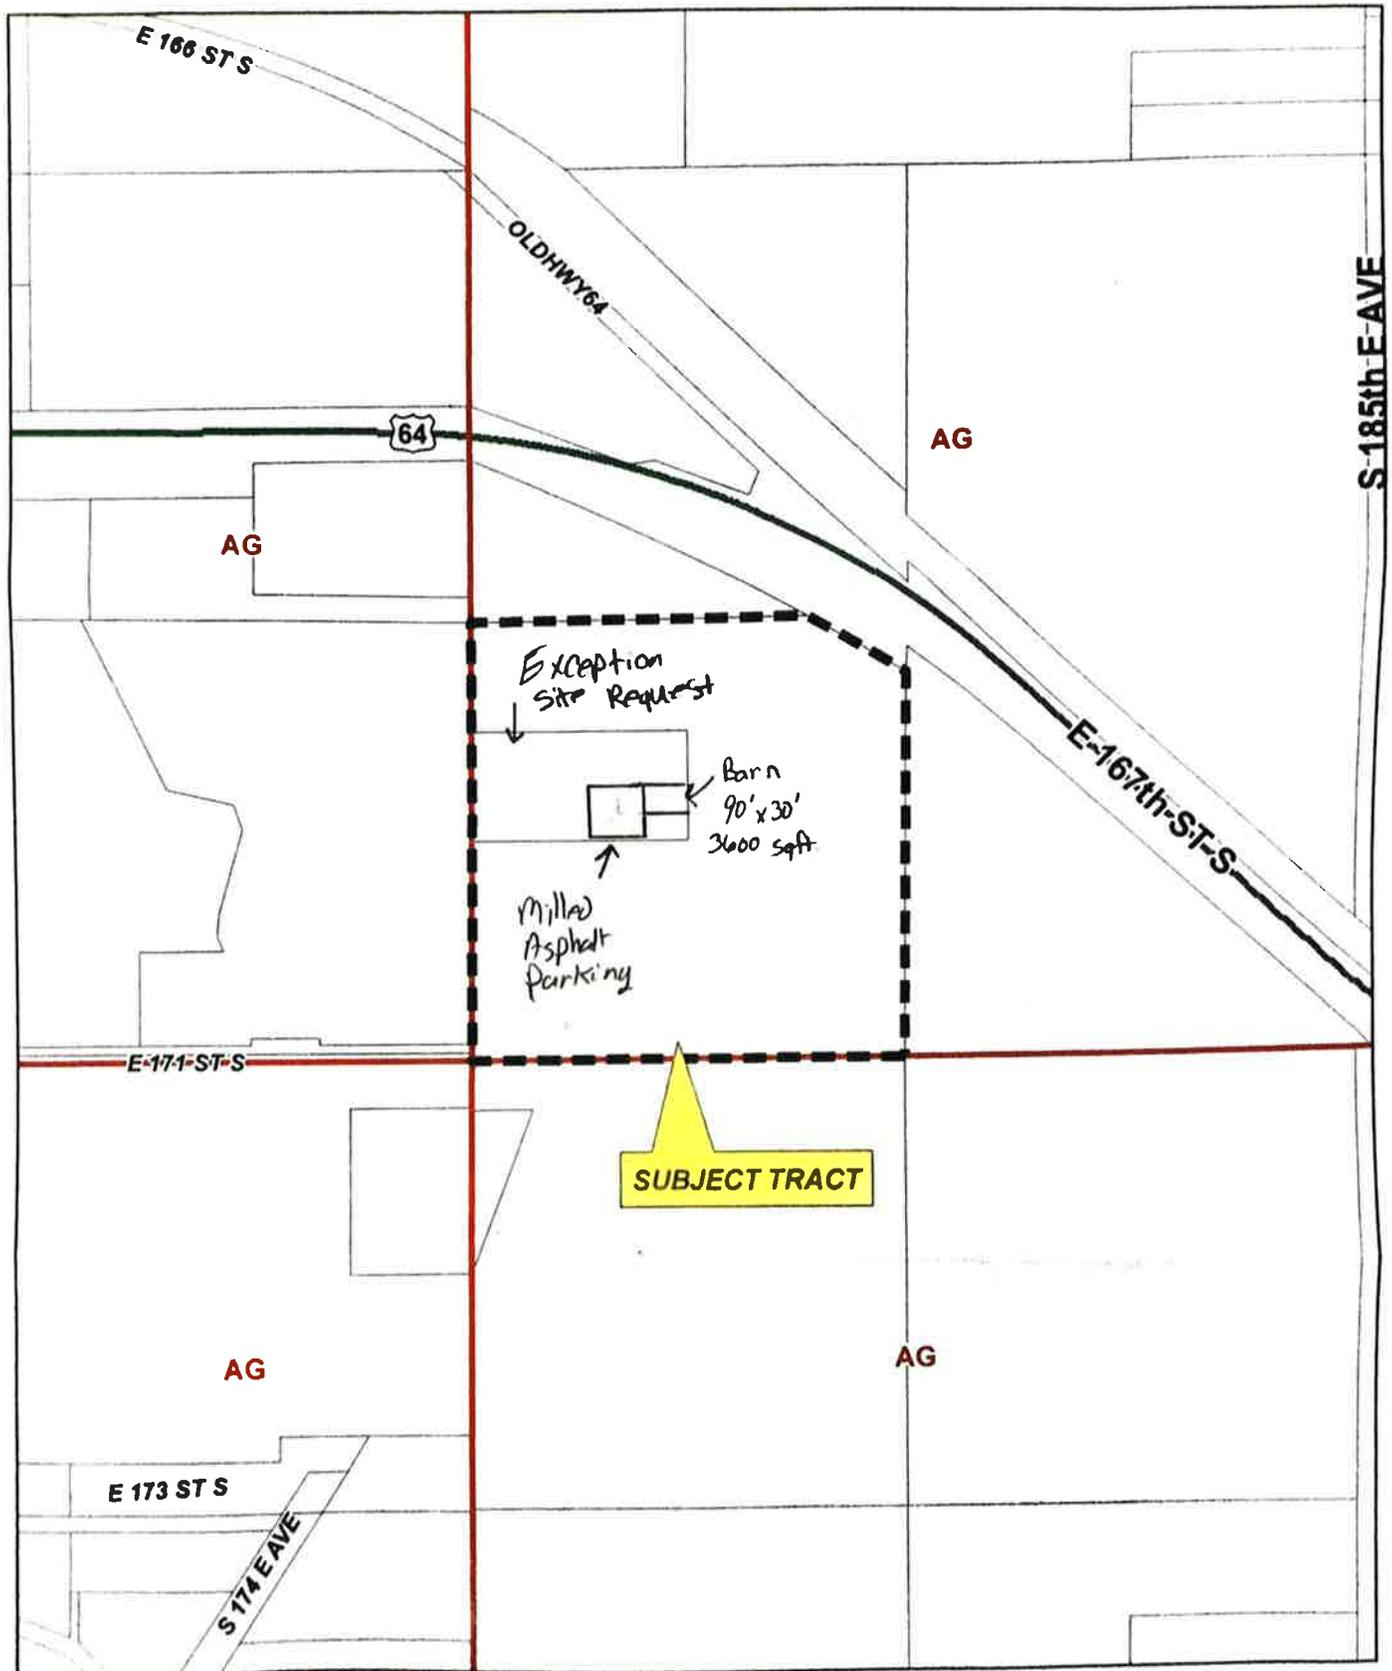 E 166 ST S
OLDHWY64
S 185th E AVE
64
AG
AG
Exception
Site Request
Barn
90' x 30'
3600 sqft
E-167th-ST-S
Milled
Asphalt
Parking
E-171-ST-S
SUBJECT TRACT
AG
AG
E 173 ST S
S 174 E AVE